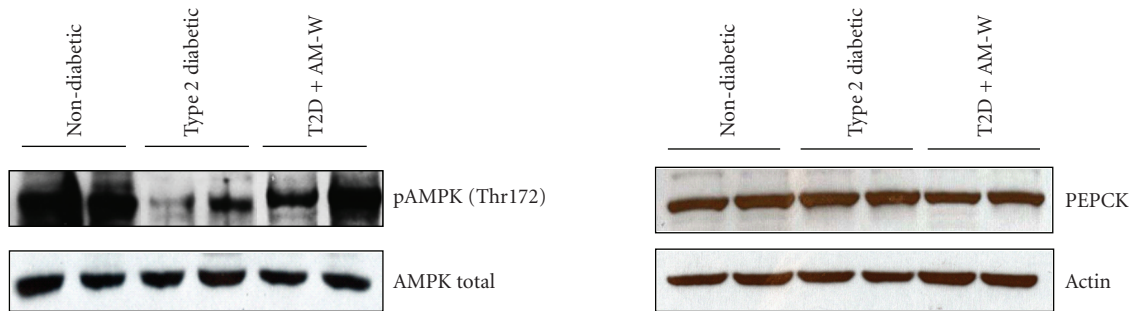 Non-diabetic
Type 2 diabetic
T2D + AM-W
pAMPK (Thr172)
AMPK total
Non-diabetic
Type 2 diabetic
T2D + AM-W
PEPCK
Actin